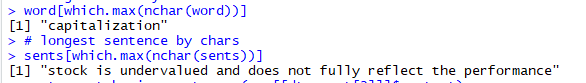 > word[which.max(nchar(word))]
[1] "capitalization"
> # longest sentence by chars
> sents[which.max(nchar(sents))]
[1] "stock is undervalued and does not fully reflect the performance"